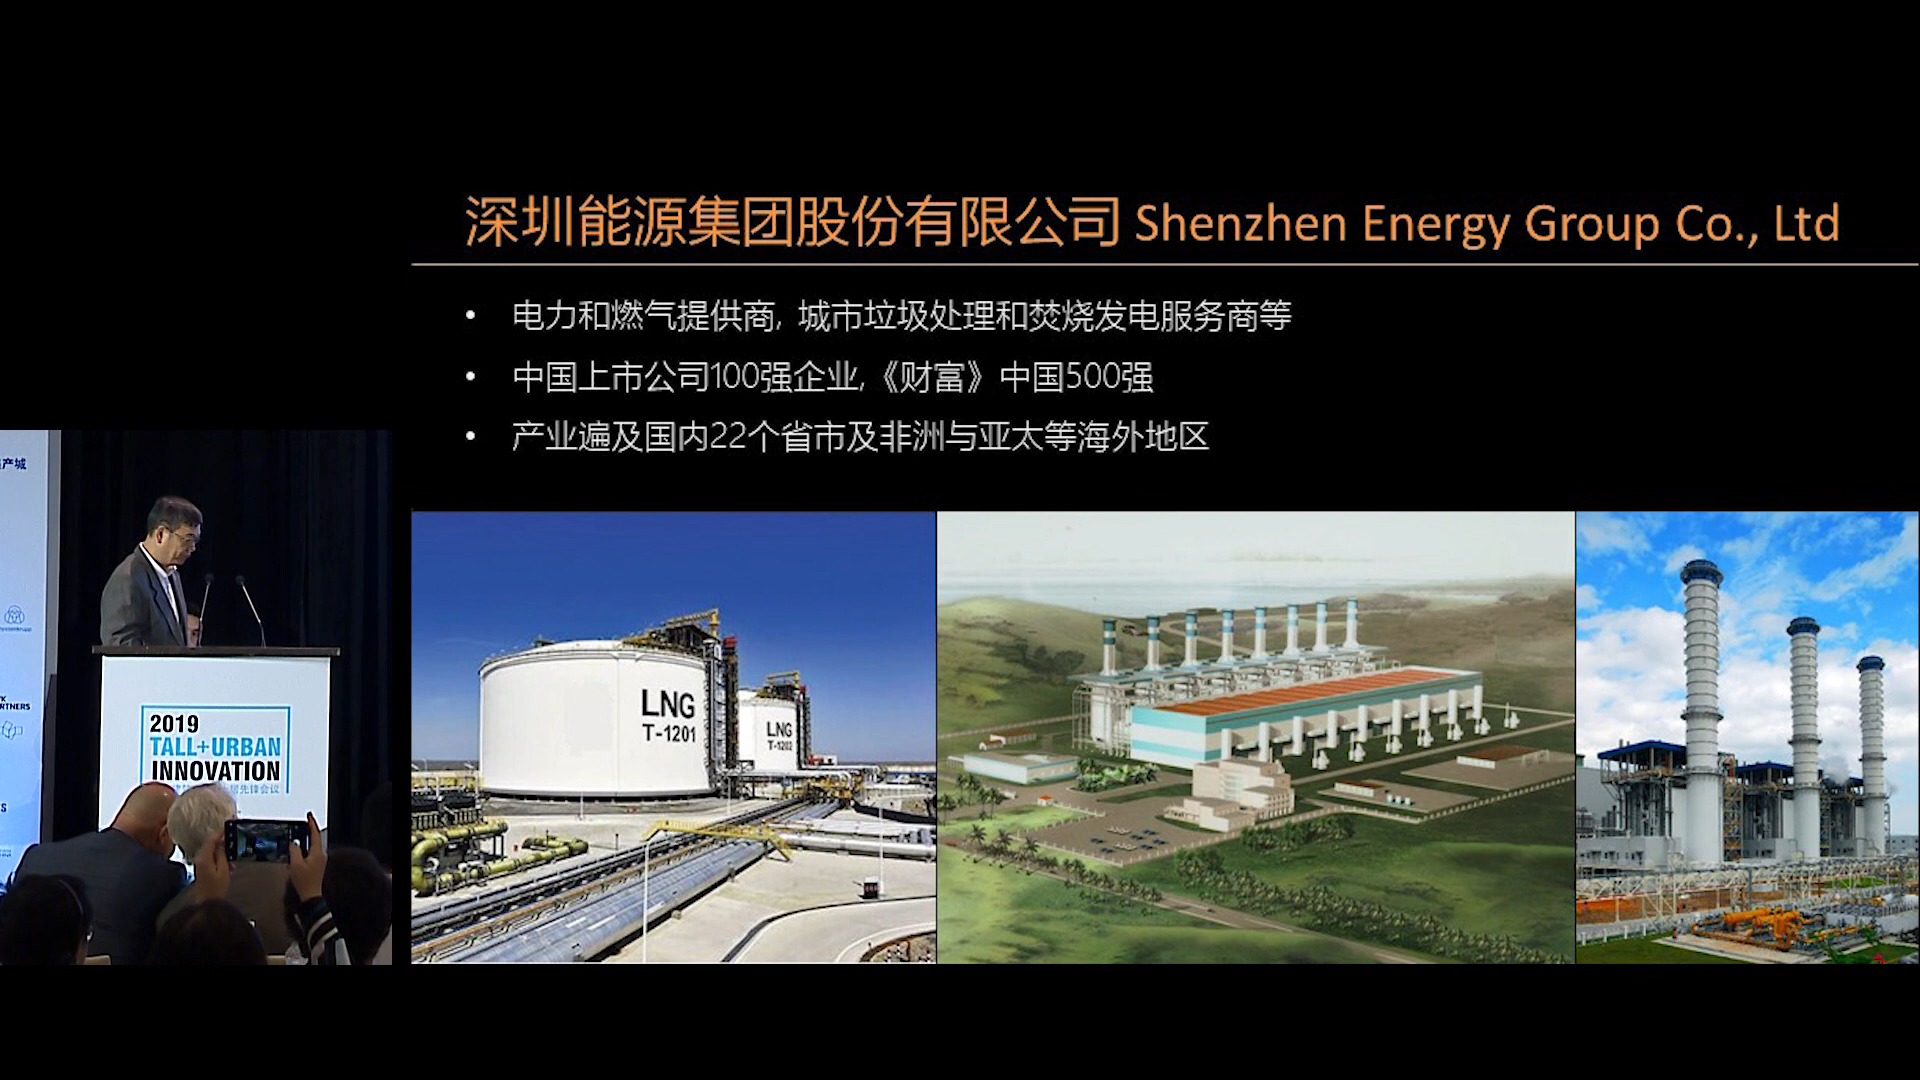 深圳能源集团股份有限公司 Shenzhen Energy Group Co., Ltd
• 电力和燃气提供商, 城市垃圾处理和焚烧发电服务商等
• 中国上市公司100强企业,《财富》中国500强
• 产业遍及国内22个省市及非洲与亚太等海外地区
产城
thyssenkrupp
RTNERS
2019
TALL+URBAN
INNOVATION
LNG
T-1201
LNG
T-1202